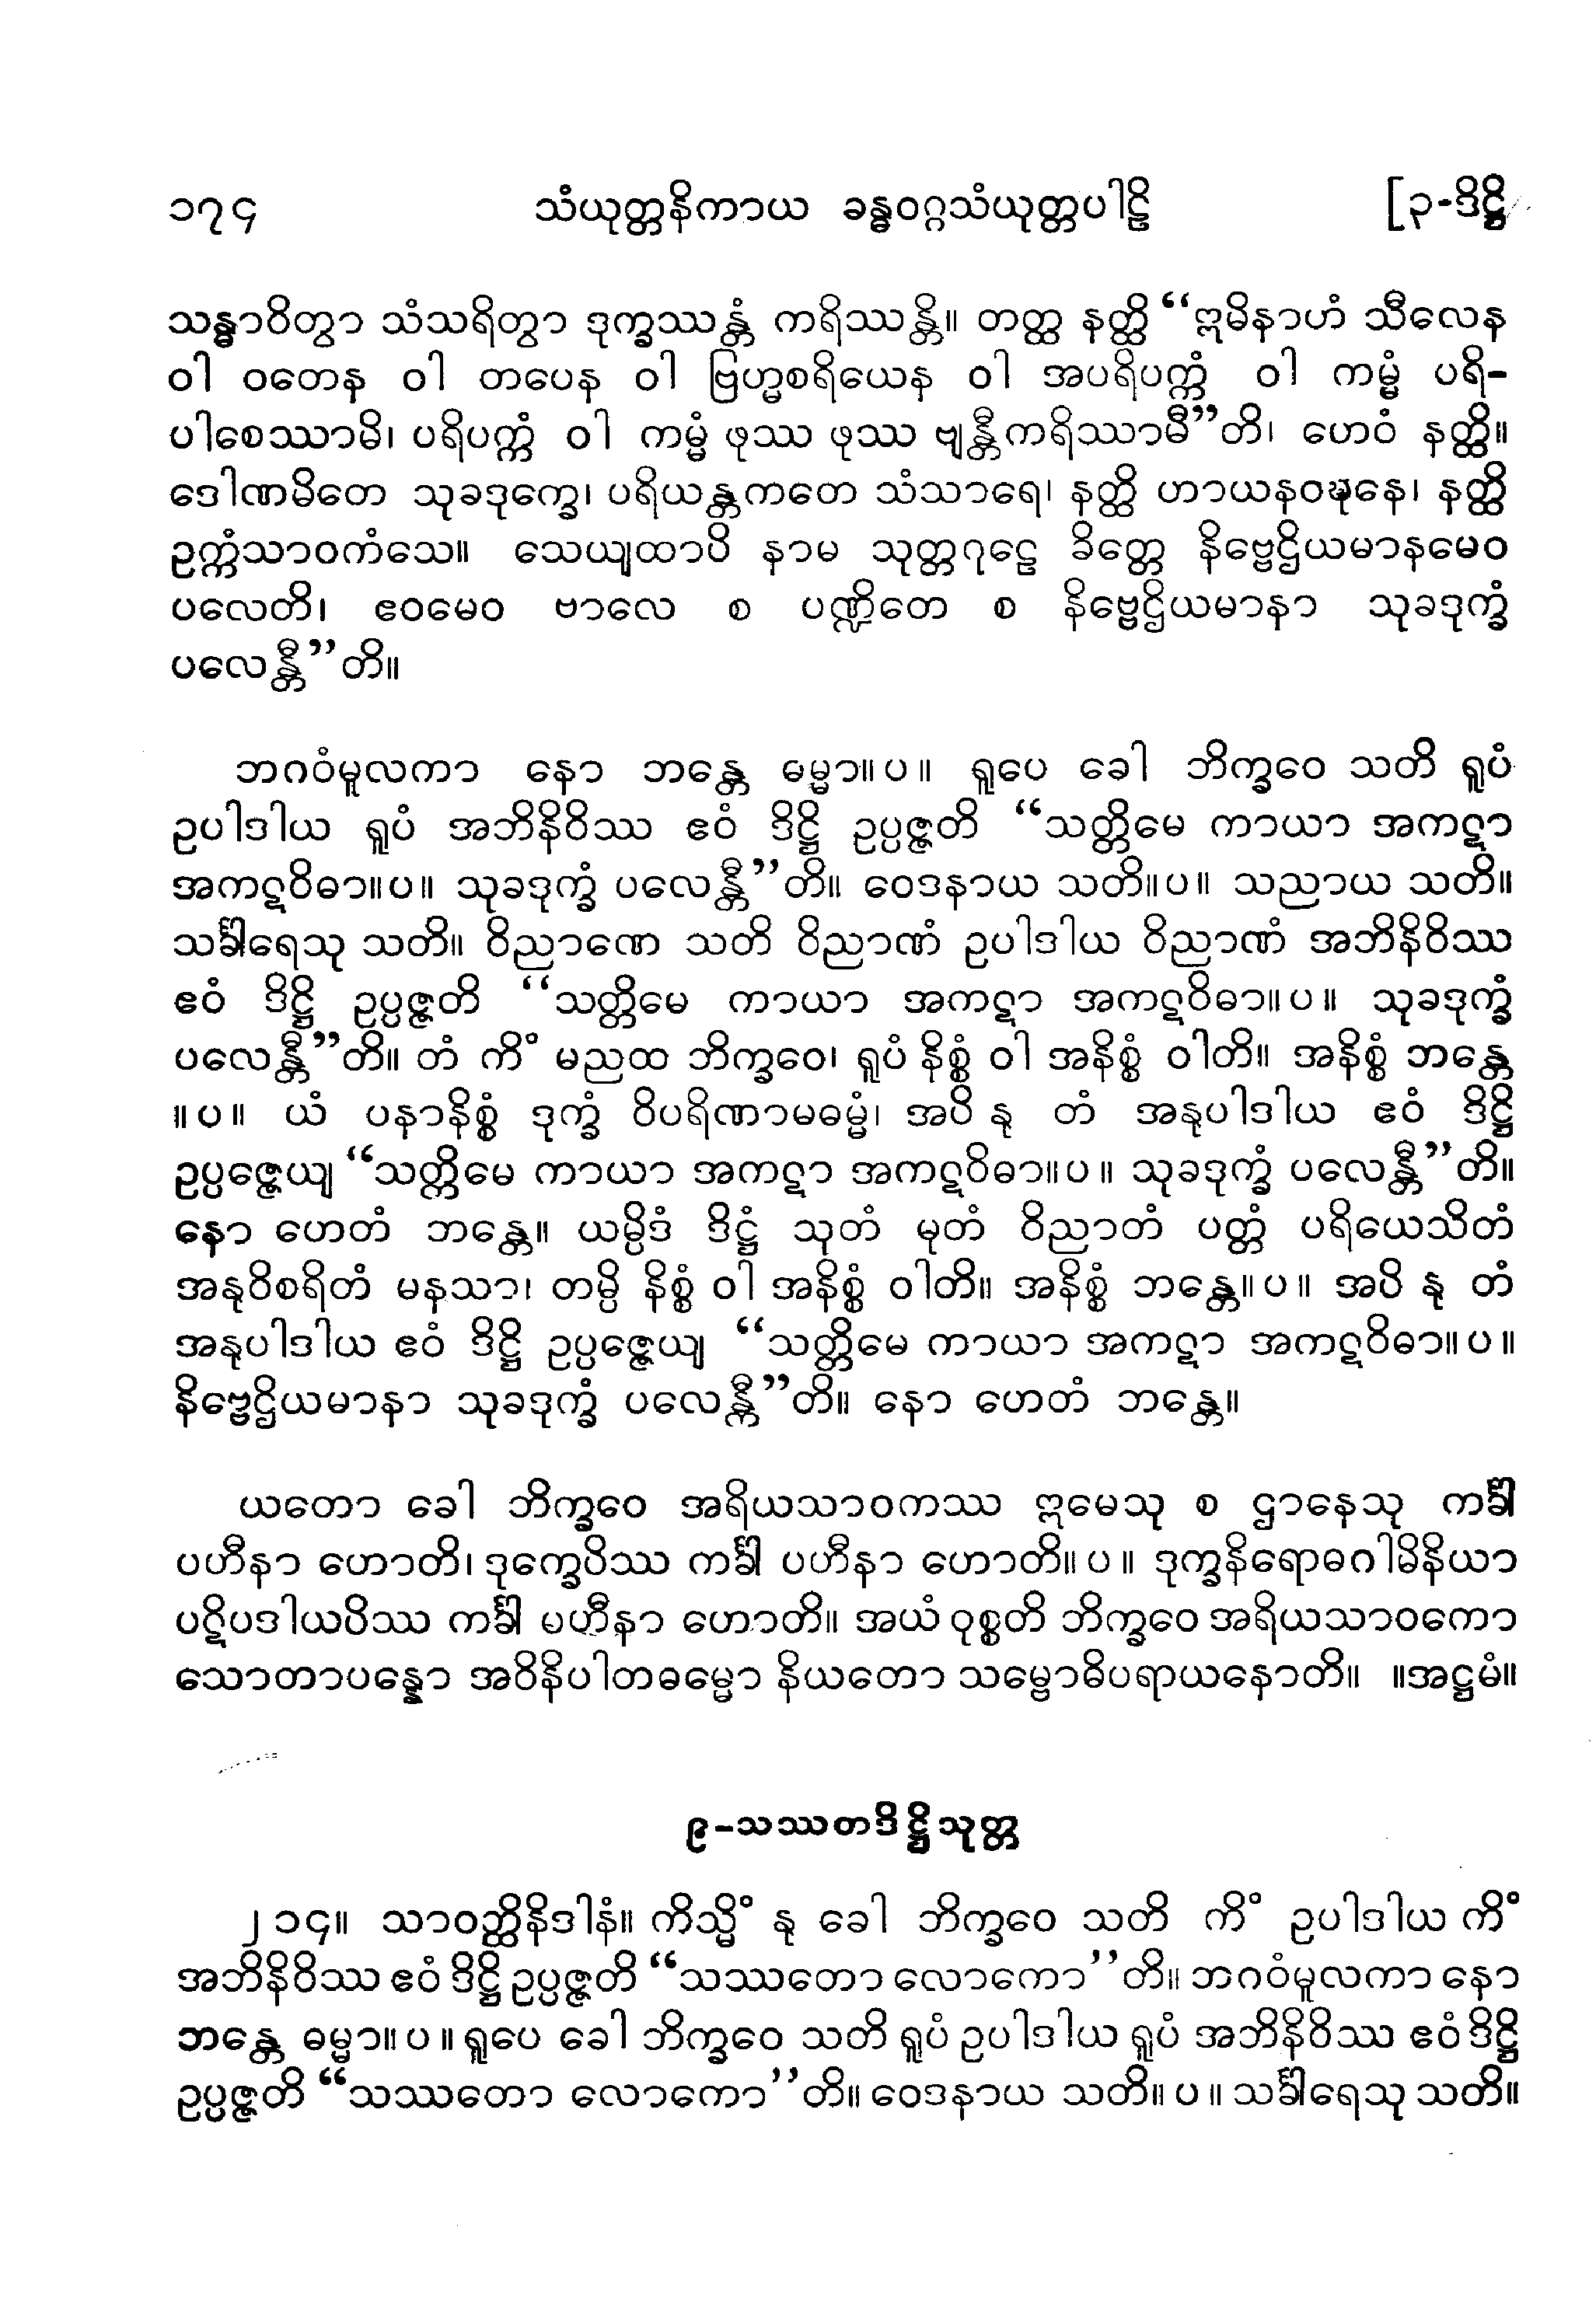 ၁၇၄ သံယုတ္တနိကာယ ခန္ဓဝဂ္ဂသံယုတ္တပါဠိ [၃-ဒိဋ္ဌိ
သန္ဓာဝိတွာ သံသရိတွာ ဒုက္ခဿန္တံ ကရိဿန္တိ။ တတ္ထ နတ္ထိ “ဣမိနာဟံ သီလေန
ဝါ ဝတေန ဝါ တပေန ဝါ ဗြဟ္မစရိယေန ဝါ အပရိပက္ကံ ဝါ ကမ္မံ ပရိ-
ပါစေဿာမိ၊ ပရိပက္ကံ ဝါ ကမ္မံ ဖုဿ ဖုဿ ဗျန္တီကရိဿာမီ”တိ၊ ဟေဝံ နတ္ထိ။
ဒေါဏမိတေ သုခဒုက္ခေ၊ ပရိယန္တကတေ သံသာရေ၊ နတ္ထိ ဟာယနဝဍ္ဎနေ၊ နတ္ထိ
ဥက္ကံသာဝကံသေ။ သေယျထာပိ နာမ သုတ္တဂုဠေ ခိတ္တေ နိဗ္ဗေဌိယမာနမေဝ
ပလေတိ၊ ဧဝမေဝ ဗာလေ စ ပဏ္ဍိတေ စ နိဗ္ဗေဌိယမာနာ သုခဒုက္ခံ
ပလေန္တီ”တိ။
ဘဂဝံမူလကာ နော ဘန္တေ ဓမ္မာ။ပ။ ရူပေ ခေါ ဘိက္ခဝေ သတိ ရူပံ
ဥပါဒါယ ရူပံ အဘိနိဝိဿ ဧဝံ ဒိဋ္ဌိ ဥပ္ပဇ္ဇတိ “သတ္တိမေ ကာယာ အကဋာ
အကဋဝိဓာ။ပ။ သုခဒုက္ခံ ပလေန္တီ”တိ။ ဝေဒနာယ သတိ။ပ။ သညာယ သတိ။
သင်္ခါရေသု သတိ။ ဝိညာဏေ သတိ ဝိညာဏံ ဥပါဒါယ ဝိညာဏံ အဘိနိဝိဿ
ဧဝံ ဒိဋ္ဌိ ဥပ္ပဇ္ဇတိ “သတ္တိမေ ကာယာ အကဋာ အကဋဝိဓာ။ပ။ သုခဒုက္ခံ
ပလေန္တီ”တိ။ တံ ကိံ မညထ ဘိက္ခဝေ၊ ရူပံ နိစ္စံ ဝါ အနိစ္စံ ဝါတိ။ အနိစ္စံ ဘန္တေ
။ပ။ ယံ ပနာနိစ္စံ ဒုက္ခံ ဝိပရိဏာမဓမ္မံ၊ အပိ နု တံ အနုပါဒါယ ဧဝံ ဒိဋ္ဌိ
ဥပ္ပဇ္ဇေယျ “သတ္တိမေ ကာယာ အကဋာ အကဋဝိဓာ။ပ။ သုခဒုက္ခံ ပလေန္တီ”တိ။
နော ဟေတံ ဘန္တေ။ ယမ္ပိဒံ ဒိဋ္ဌံ သုတံ မုတံ ဝိညာတံ ပတ္တံ ပရိယေသိတံ
အနုဝိစရိတံ မနသာ၊ တမ္ပိ နိစ္စံ ဝါ အနိစ္စံ ဝါတိ။ အနိစ္စံ ဘန္တေ။ပ။ အပိ နု တံ
အနုပါဒါယ ဧဝံ ဒိဋ္ဌိ ဥပ္ပဇ္ဇေယျ “သတ္တိမေ ကာယာ အကဋာ အကဋဝိဓာ။ပ။
နိဗ္ဗေဌိယမာနာ သုခဒုက္ခံ ပလေန္တီ”တိ။ နော ဟေတံ ဘန္တေ။
ယတော ခေါ ဘိက္ခဝေ အရိယသာဝကဿ ဣမေသု စ ဌာနေသု ကင်္ခါ
ပဟီနာ ဟောတိ၊ ဒုက္ခေပိဿ ကင်္ခါ ပဟီနာ ဟောတိ။ပ။ ဒုက္ခနိရောဓဂါမိနိယာ
ပဋိပဒါယပိဿ ကင်္ခါ ပဟီနာ ဟောတိ။ အယံ ဝုစ္စတိ ဘိက္ခဝေ အရိယသာဝကော
သောတာပန္နော အဝိနိပါတဓမ္မော နိယတော သမ္ဗောဓိပရာယနောတိ။ ။အဋ္ဌမံ။
၉-သဿတဒိဋ္ဌိသုတ္တ
၂၁၄။ သာဝတ္ထိနိဒါနံ။ ကိသ္မိံ နု ခေါ ဘိက္ခဝေ သတိ ကိံ ဥပါဒါယ ကိံ
အဘိနိဝိဿ ဧဝံ ဒိဋ္ဌိ ဥပ္ပဇ္ဇတိ “သဿတော လောကော”တိ။ ဘဂဝံမူလကာ နော
ဘန္တေ ဓမ္မာ။ပ။ ရူပေ ခေါ ဘိက္ခဝေ သတိ ရူပံ ဥပါဒါယ ရူပံ အဘိနိဝိဿ ဧဝံ ဒိဋ္ဌိ
ဥပ္ပဇ္ဇတိ “သဿတော လောကော”တိ။ ဝေဒနာယ သတိ။ပ။ သင်္ခါရေသု သတိ။